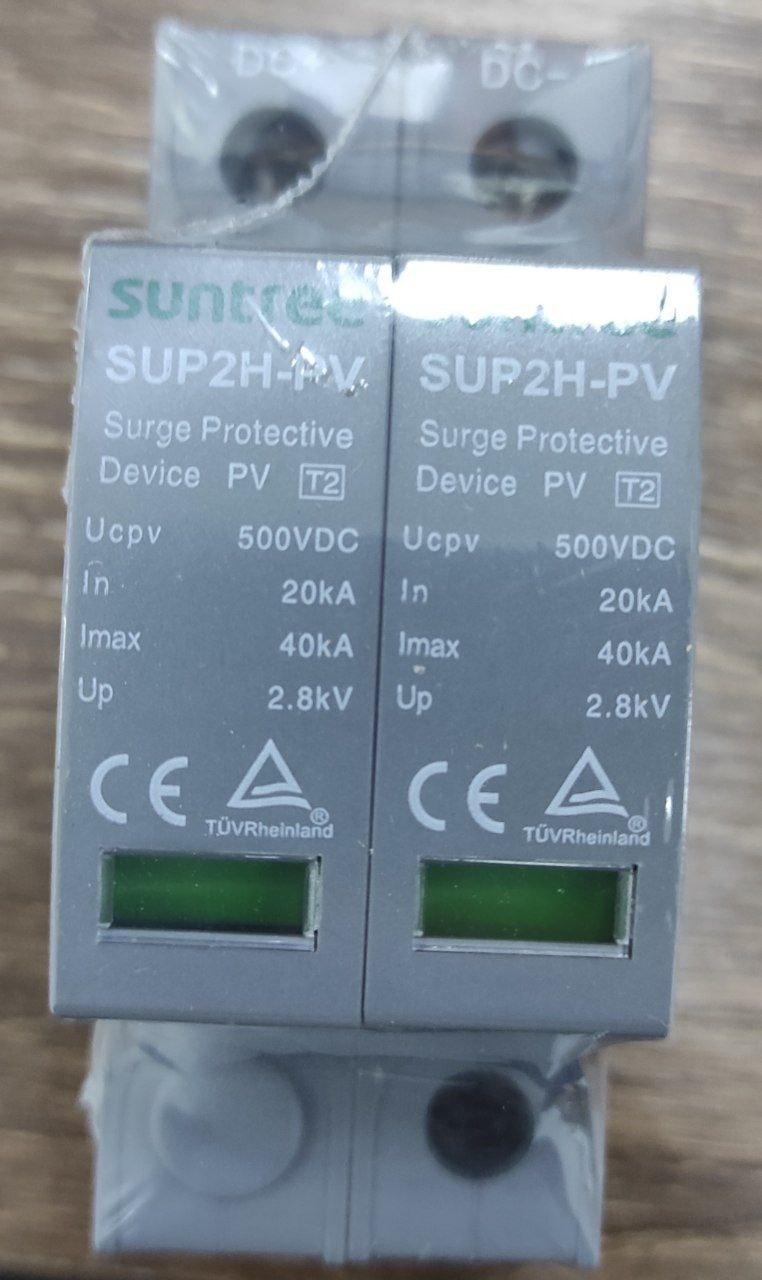 DC+
DC-
suntree
SUP2H-PV
Surge Protective
Device PV T2
Ucpv 500VDC
In 20kA
Imax 40kA
Up 2.8kV
CE
TÜVRheinland®
suntree
SUP2H-PV
Surge Protective
Device PV T2
Ucpv 500VDC
In 20kA
Imax 40kA
Up 2.8kV
CE
TÜVRheinland®